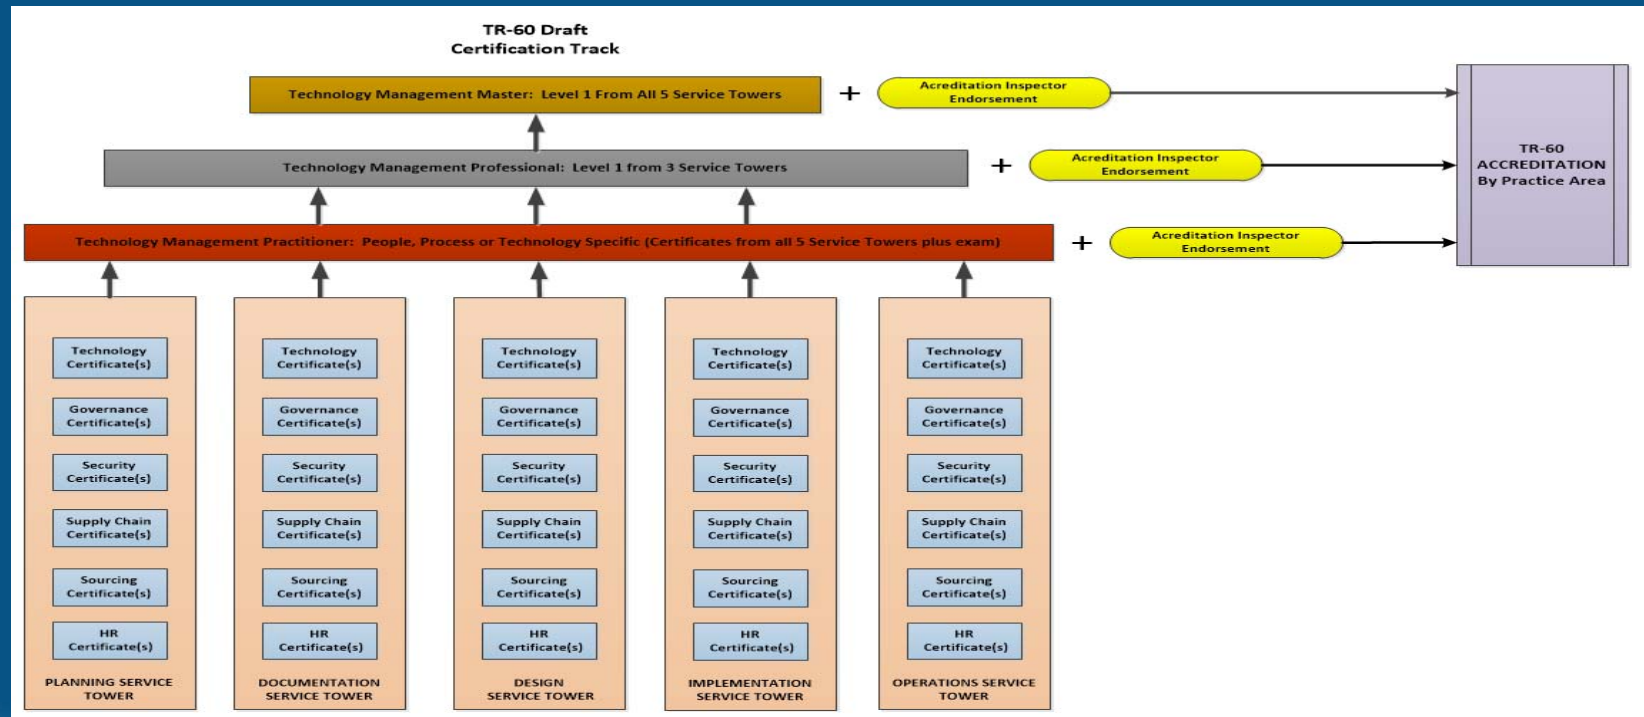 TR-60 Draft
Certification Track
Technology Management Master:  Level 1 From All 5 Service Towers
+
Acreditation Inspector
Endorsement
Technology Management Professional:  Level 1 from 3 Service Towers
+
Acreditation Inspector
Endorsement
Technology Management Practitioner:  People, Process or Technology Specific (Certificates from all 5 Service Towers plus exam)
+
Acreditation Inspector
Endorsement
TR-60
ACCREDITATION
By Practice Area
Technology
Certificate(s)
Governance
Certificate(s)
Security
Certificate(s)
Supply Chain
Certificate(s)
Sourcing
Certificate(s)
HR
Certificate(s)
PLANNING SERVICE
TOWER
Technology
Certificate(s)
Governance
Certificate(s)
Security
Certificate(s)
Supply Chain
Certificate(s)
Sourcing
Certificate(s)
HR
Certificate(s)
DOCUMENTATION
SERVICE TOWER
Technology
Certificate(s)
Governance
Certificate(s)
Security
Certificate(s)
Supply Chain
Certificate(s)
Sourcing
Certificate(s)
HR
Certificate(s)
DESIGN
SERVICE TOWER
Technology
Certificate(s)
Governance
Certificate(s)
Security
Certificate(s)
Supply Chain
Certificate(s)
Sourcing
Certificate(s)
HR
Certificate(s)
IMPLEMENTATION
SERVICE TOWER
Technology
Certificate(s)
Governance
Certificate(s)
Security
Certificate(s)
Supply Chain
Certificate(s)
Sourcing
Certificate(s)
HR
Certificate(s)
OPERATIONS SERVICE
TOWER